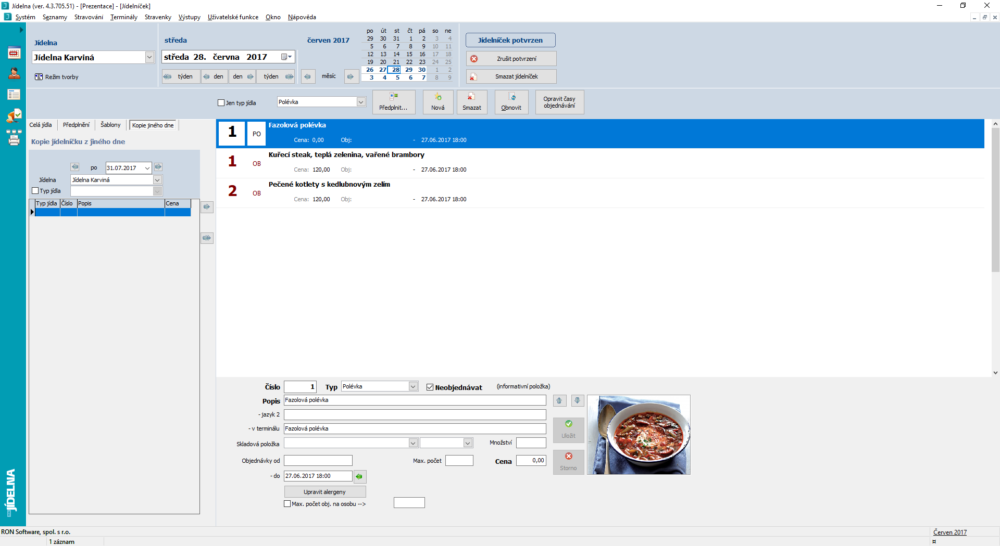 Jídelna (ver. 4.3.705.51) - [Prezentace] - [Jídelníček]
Systém Seznamy Stravování Terminály Stravenky Výstupy Uživatelské funkce Okno Nápověda
Jídelna
Jídelna Karviná
Režim tvorby
středa
středa 28. června 2017
týden den den týden
červen 2017
měsíc
po út st čt pá so ne
29 30 31 1 2 3 4
5 6 7 8 9 10 11
12 13 14 15 16 17 18
19 20 21 22 23 24 25
26 27 28 29 30 1 2
3 4 5 6 7 8 9
Jídelníček potvrzen
Zrušit potvrzení
Smazat jídelníček
Jen typ jídla
Polévka
Předplnit...
Nová
Smazat
Obnovit
Opravit časy
objednávání
Celá jídla Předplnění Šablony Kopie jiného dne
Kopie jídelníčku z jiného dne
po 31.07.2017
Jídelna Jídelna Karviná
Typ jídla
Typ jídla Číslo Popis Cena
1 PO Fazolová polévka
Cena: 0,00 Obj: - 27.06.2017 18:00
1 OB Kuřecí steak, teplá zelenina, vařené brambory
Cena: 120,00 Obj: - 27.06.2017 18:00
2 OB Pečené kotlety s kedlubnovým zelím
Cena: 120,00 Obj: - 27.06.2017 18:00
Číslo 1 Typ Polévka Neobjednávat (informativní položka)
Popis Fazolová polévka
- jazyk 2
- v terminálu Fazolová polévka
Skladová položka Množství
Objednávky od Max. počet Cena 0,00
- do 27.06.2017 18:00
Upravit alergeny
Max. počet obj. na osobu -->
Uložit
Storno
JÍDELNA
RON Software, spol. s r.o.
Červen 2017
1 záznam